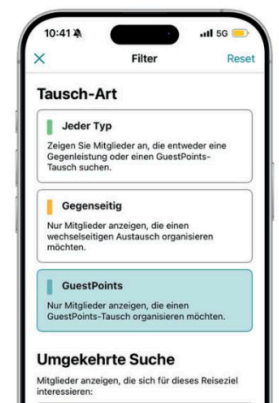 10:41
5G
Filter
Reset
Tausch-Art
Jeder Typ
Zeigen Sie Mitglieder an, die entweder eine
Gegenleistung oder einen GuestPoints-
Tausch suchen.
Gegenseitig
Nur Mitglieder anzeigen, die einen
wechselseitigen Austausch organisieren
möchten.
GuestPoints
Nur Mitglieder anzeigen, die einen
GuestPoints-Tausch organisieren möchten.
Umgekehrte Suche
Mitglieder anzeigen, die sich für dieses Reiseziel
interessieren: